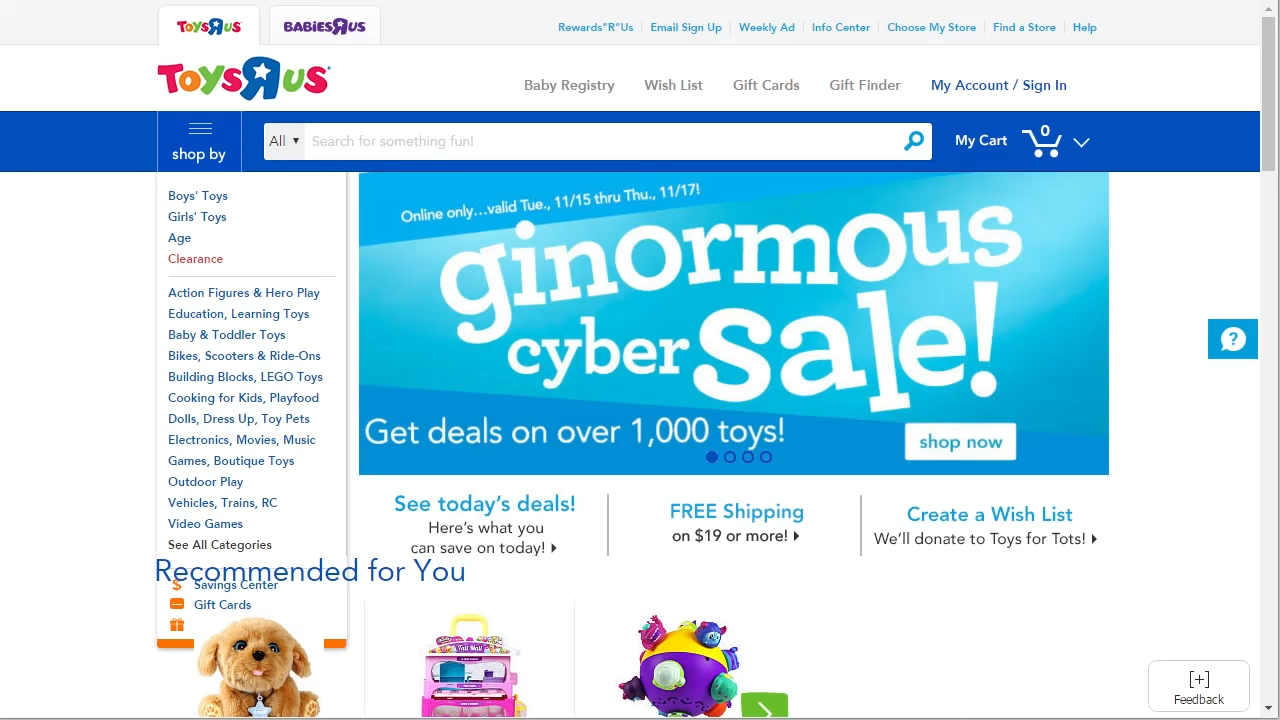 TOYSRUS
BABIESRUS
Rewards"R"Us
Email Sign Up
Weekly Ad
Info Center
Choose My Store
Find a Store
Help
TOYSRUS
Baby Registry
Wish List
Gift Cards
Gift Finder
My Account / Sign In
shop by
All
Search for something fun!
My Cart
0
Boys' Toys
Girls' Toys
Age
Clearance
Action Figures & Hero Play
Education, Learning Toys
Baby & Toddler Toys
Bikes, Scooters & Ride-Ons
Building Blocks, LEGO Toys
Cooking for Kids, Playfood
Dolls, Dress Up, Toy Pets
Electronics, Movies, Music
Games, Boutique Toys
Outdoor Play
Vehicles, Trains, RC
Video Games
See All Categories
Savings Center
Gift Cards
Online only...valid Tue., 11/15 thru Thu., 11/17!
ginormous
cyber sale!
Get deals on over 1,000 toys!
shop now
See today's deals!
Here's what you
can save on today!
FREE Shipping
on $19 or more!
Create a Wish List
We'll donate to Toys for Tots!
Recommended for You
Tall Mall
?
[+]
Feedback